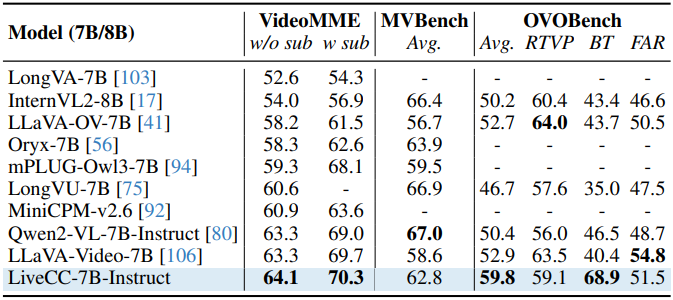 Model (7B/8B) VideoMME MVBench OVOBench
w/o sub w sub Avg. Avg. RTVP BT FAR
LongVA-7B [103] 52.6 54.3 - - - - -
InternVL2-8B [17] 54.0 56.9 66.4 50.2 60.4 43.4 46.6
LLaVA-OV-7B [41] 58.2 61.5 56.7 52.7 64.0 43.7 50.5
Oryx-7B [56] 58.3 62.6 63.9 - - - -
mPLUG-Owl3-7B [94] 59.3 68.1 59.5 - - - -
LongVU-7B [75] 60.6 - 66.9 46.7 57.6 35.0 47.5
MiniCPM-v2.6 [92] 60.9 63.6 - - - - -
Qwen2-VL-7B-Instruct [80] 63.3 69.0 67.0 50.4 56.0 46.5 48.7
LLaVA-Video-7B [106] 63.3 69.7 58.6 52.9 63.5 40.4 54.8
LiveCC-7B-Instruct 64.1 70.3 62.8 59.8 59.1 68.9 51.5